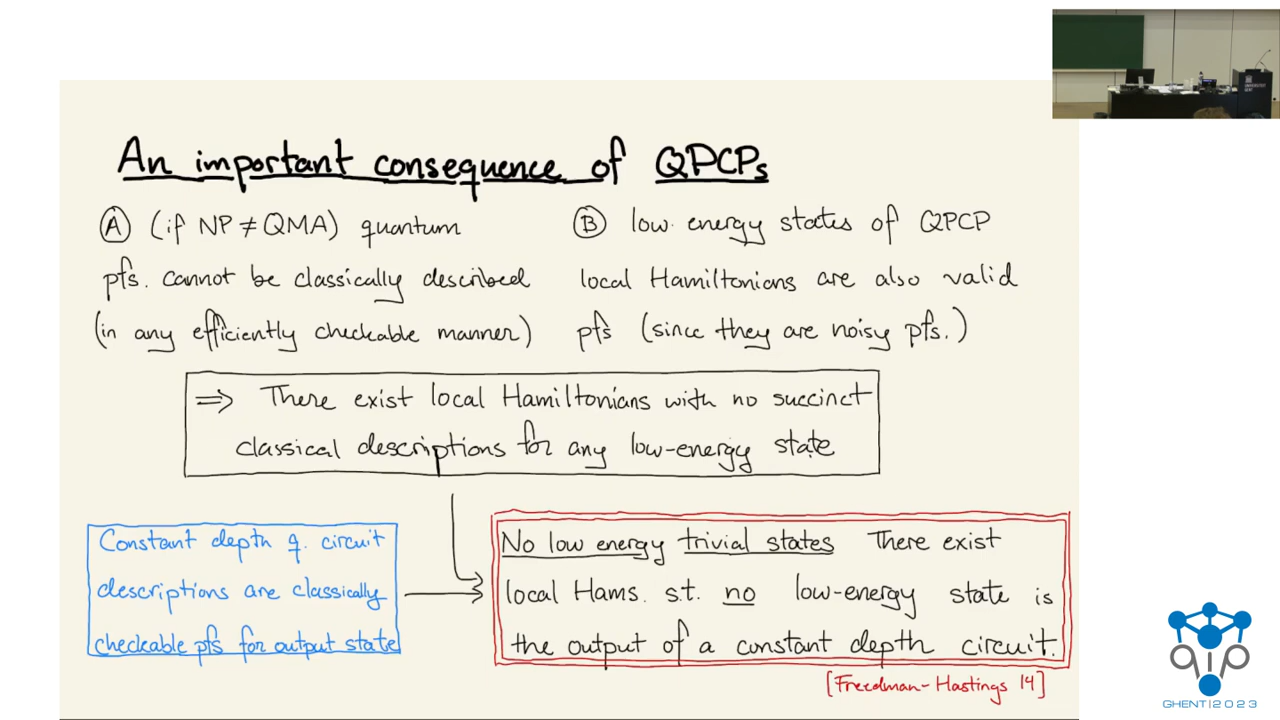 An important consequence of QPCPs
Ⓐ (if NP ≠ QMA) quantum
pfs. cannot be classically described
(in any efficiently checkable manner)
Ⓑ low energy states of QPCP
local Hamiltonians are also valid
pfs (since they are noisy pfs.)
⇒ There exist local Hamiltonians with no succinct
classical descriptions for any low-energy state
Constant depth q. circuit
descriptions are classically
checkable pfs for output state
No low energy trivial states There exist
local Hams. s.t. no low-energy state is
the output of a constant depth circuit.
[Freedman-Hastings 14]
qip
GHENT|2023